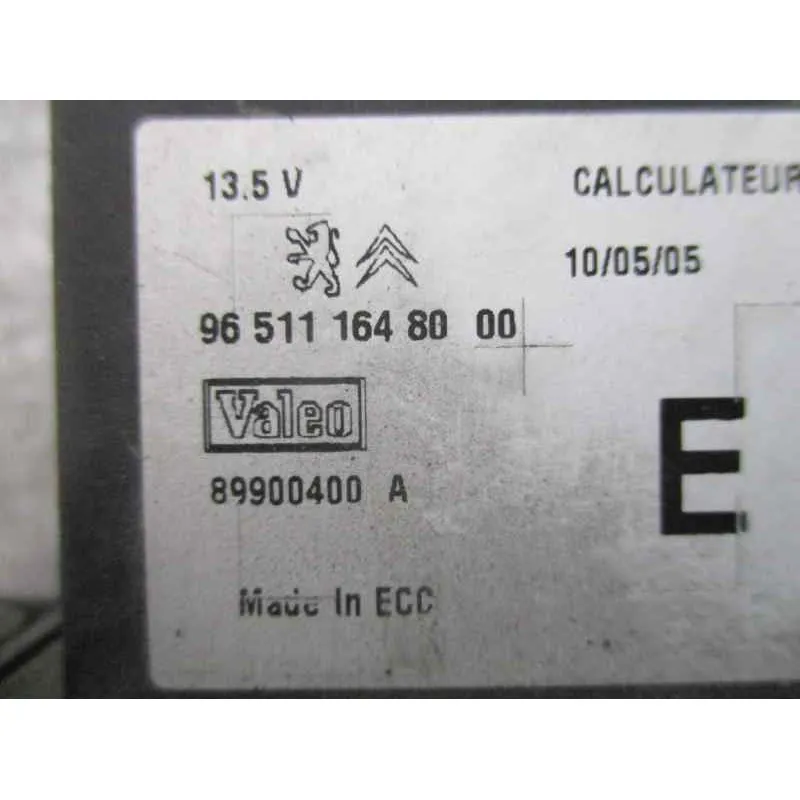 13.5 V CALCULATEUR
10/05/05
96 511 164 80 00
Valeo
E
89900400 A
Made In ECC